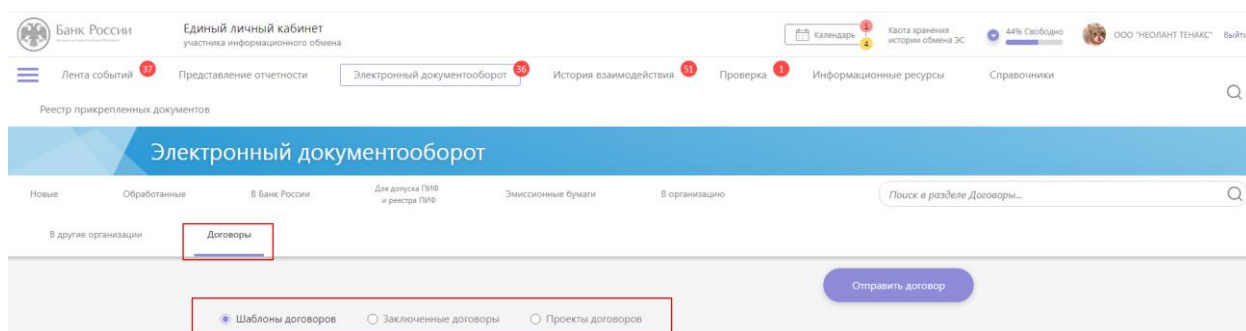 Банк России
Единый личный кабинет
участника информационного обмена
Календарь
1
4
Квота хранения
истории обмена ЭС
44% Свободно
ООО "НЕОЛАНТ ТЕНАКС"
Выйти
Лента событий 37 Представление отчетности Электронный документооборот 36 История взаимодействия 51 Проверка 1 Информационные ресурсы Справочники
Реестр прикрепленных документов
Электронный документооборот
Новые Обработанные В Банк России Для допуска ПИФ
и реестра ПИФ
Эмиссионные бумаги В организацию Поиск в разделе Договоры...
В другие организации Договоры
Отправить договор
Шаблоны договоров Заключенные договоры Проекты договоров